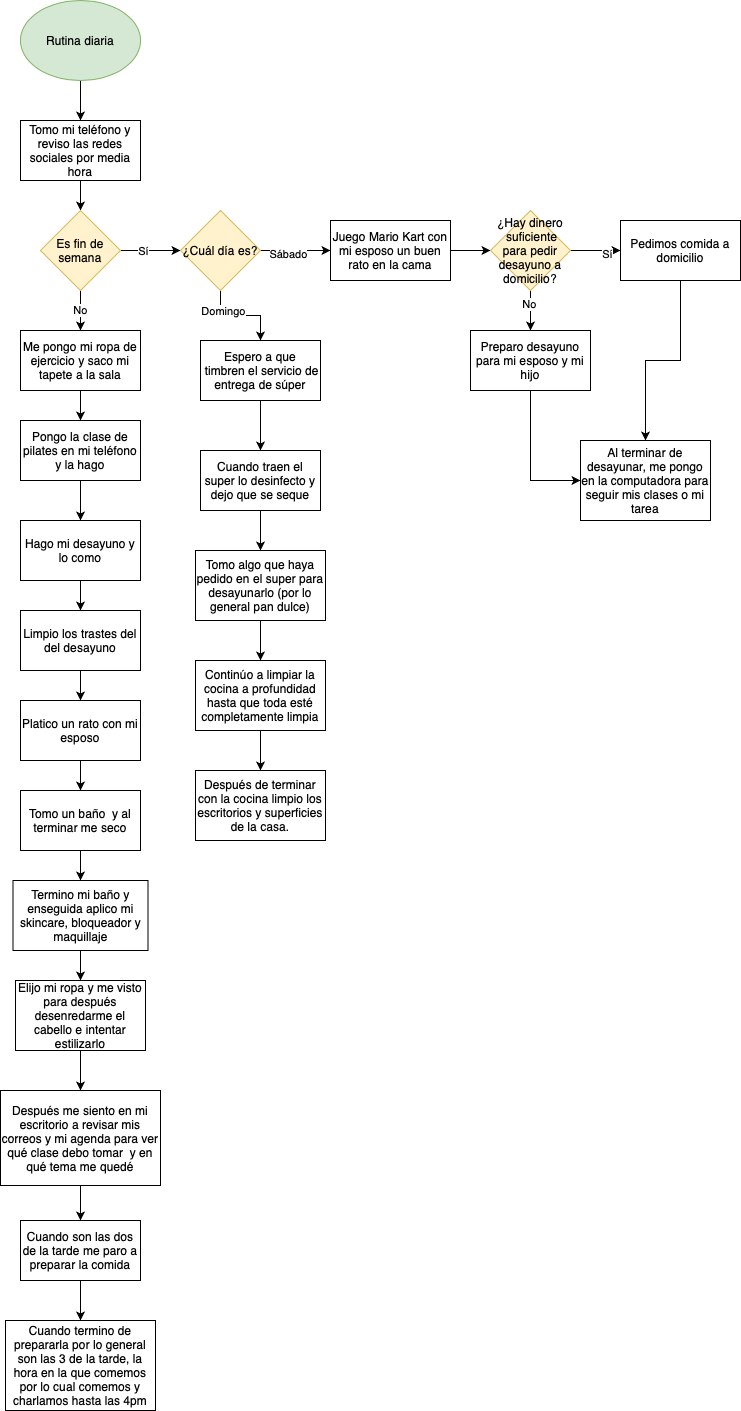 Rutina diaria
Tomo mi teléfono y
reviso las redes
sociales por media
hora
Es fin de
semana
Sí
¿Cuál día es?
Sábado
Juego Mario Kart con
mi esposo un buen
rato en la cama
¿Hay dinero
suficiente
para pedir
desayuno a
domicilio?
Sí
Pedimos comida a
domicilio
No
Preparo desayuno
para mi esposo y mi
hijo
Al terminar de
desayunar, me pongo
en la computadora para
seguir mis clases o mi
tarea
Domingo
Espero a que
timbren el servicio de
entrega de súper
Cuando traen el
super lo desinfecto y
dejo que se seque
Tomo algo que haya
pedido en el super para
desayunarlo (por lo
general pan dulce)
Continúo a limpiar la
cocina a profundidad
hasta que toda esté
completamente limpia
Después de terminar
con la cocina limpio los
escritorios y superficies
de la casa.
No
Me pongo mi ropa de
ejercicio y saco mi
tapete a la sala
Pongo la clase de
pilates en mi teléfono
y la hago
Hago mi desayuno y
lo como
Limpio los trastes del
del desayuno
Platico un rato con mi
esposo
Tomo un baño  y al
terminar me seco
Termino mi baño y
enseguida aplico mi
skincare, bloqueador y
maquillaje
Elijo mi ropa y me visto
para después
desenredarme el
cabello e intentar
estilizarlo
Después me siento en mi
escritorio a revisar mis
correos y mi agenda para ver
qué clase debo tomar  y en
qué tema me quedé
Cuando son las dos
de la tarde me paro a
preparar la comida
Cuando termino de
prepararla por lo general
son las 3 de la tarde, la
hora en la que comemos
por lo cual comemos y
charlamos hasta las 4pm